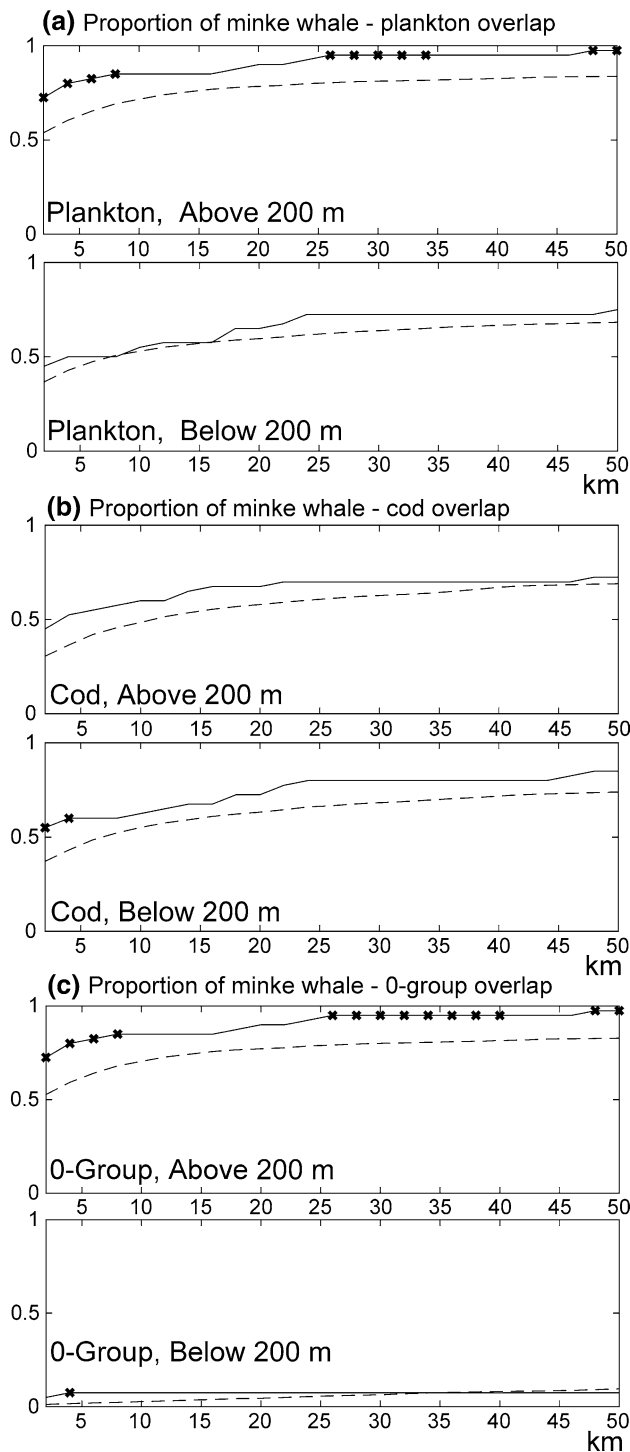 (a) Proportion of minke whale - plankton overlap
1
0.5
0
Plankton, Above 200 m
5 10 15 20 25 30 35 40 45 50
1
0.5
0
Plankton, Below 200 m
5 10 15 20 25 30 35 40 45 50
km
(b) Proportion of minke whale - cod overlap
1
0.5
0
Cod, Above 200 m
5 10 15 20 25 30 35 40 45 50
1
0.5
0
Cod, Below 200 m
5 10 15 20 25 30 35 40 45 50
km
(c) Proportion of minke whale - 0-group overlap
1
0.5
0
0-Group, Above 200 m
5 10 15 20 25 30 35 40 45 50
1
0.5
0
0-Group, Below 200 m
5 10 15 20 25 30 35 40 45 50
km